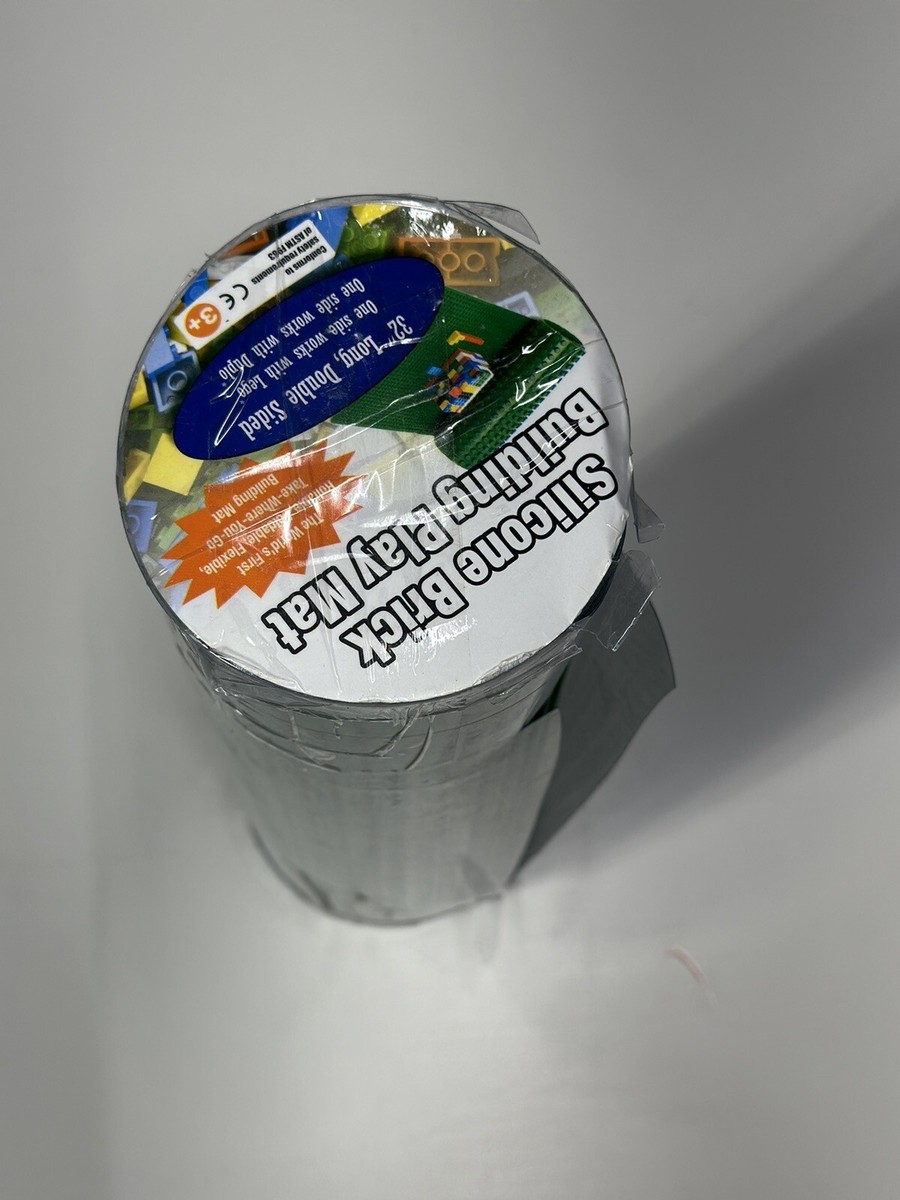 Silicone Brick
Building Play Mat
The World's First
Rollable, Foldable, Flexible,
Take-Where-You-Go
Building Mat
32" Long, Double Sided
One side works with Lego
One side works with Duplo
3+
CE
Conforms to
safety requirements
of ASTM F963